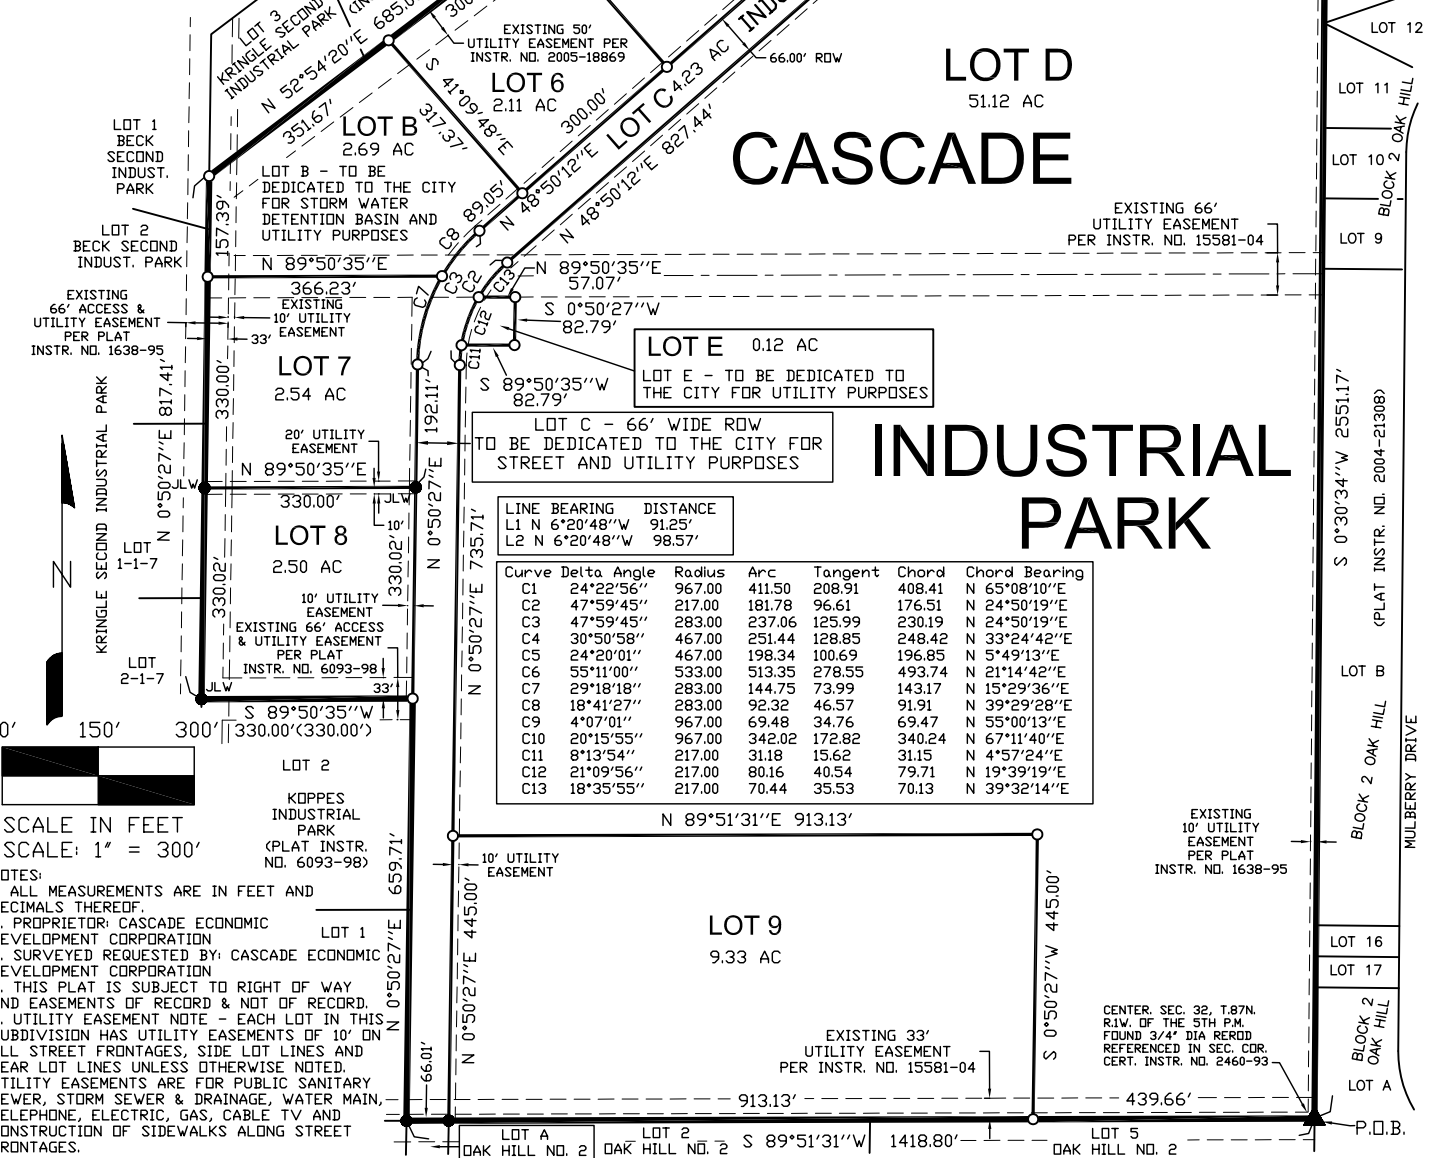 LOT 3
KRINGLE SECOND
INDUSTRIAL PARK
N 52°54'20"E 685.0
351.67'
EXISTING 50'
UTILITY EASEMENT PER
INSTR. NO. 2005-18869
LOT 6
2.11 AC
S 41°09'48"E
317.37'
300.00'
LOT C 4.23 AC
66.00' ROW
N 48°50'12"E
N 48°50'12"E 827.44'
LOT D
51.12 AC
CASCADE
INDUSTRIAL
PARK
LOT 12
LOT 11
LOT 10
LOT 9
BLOCK 2 OAK HILL
LOT 1
BECK
SECOND
INDUST.
PARK
LOT 2
BECK SECOND
INDUST. PARK
LOT B
2.69 AC
LOT B - TO BE
DEDICATED TO THE CITY
FOR STORM WATER
DETENTION BASIN AND
UTILITY PURPOSES
157.39'
89.05'
C8
C3
C2
C13
C7
C12
C11
N 89°50'35"E
366.23'
N 89°50'35"E
57.07'
S 0°50'27"W
82.79'
S 89°50'35"W
82.79'
EXISTING 66'
UTILITY EASEMENT
PER INSTR. NO. 15581-04
EXISTING
66' ACCESS &
UTILITY EASEMENT
PER PLAT
INSTR. NO. 1638-95
33'
EXISTING
10' UTILITY
EASEMENT
LOT 7
2.54 AC
330.00'
N 0°50'27"E 817.41'
KRINGLE SECOND INDUSTRIAL PARK
192.11'
LOT E 0.12 AC
LOT E - TO BE DEDICATED TO
THE CITY FOR UTILITY PURPOSES
LOT C - 66' WIDE ROW
TO BE DEDICATED TO THE CITY FOR
STREET AND UTILITY PURPOSES
20' UTILITY
EASEMENT
N 89°50'35"E
330.00'
JLW
JLW
10'
N 0°50'27"E
N 0°50'27"E 735.71'
LINE BEARING DISTANCE
L1 N 6°20'48"W 91.25'
L2 N 6°20'48"W 98.57'
LOT 8
2.50 AC
330.02'
330.02'
10' UTILITY
EASEMENT
EXISTING 66' ACCESS
& UTILITY EASEMENT
PER PLAT
INSTR. NO. 6093-98
33'
LOT
1-1-7
LOT
2-1-7
N
JLW
S 89°50'35"W
330.00'(330.00')
Curve Delta Angle Radius Arc Tangent Chord Chord Bearing
C1 24°22'56" 967.00 411.50 208.91 408.41 N 65°08'10"E
C2 47°59'45" 217.00 181.78 96.61 176.51 N 24°50'19"E
C3 47°59'45" 283.00 237.06 125.99 230.19 N 24°50'19"E
C4 30°50'58" 467.00 251.44 128.85 248.42 N 33°24'42"E
C5 24°20'01" 467.00 198.34 100.69 196.85 N 5°49'13"E
C6 55°11'00" 533.00 513.35 278.55 493.74 N 21°14'42"E
C7 29°18'18" 283.00 144.75 73.99 143.17 N 15°29'36"E
C8 18°41'27" 283.00 92.32 46.57 91.91 N 39°29'28"E
C9 4°07'01" 967.00 69.48 34.76 69.47 N 55°00'13"E
C10 20°15'55" 967.00 342.02 172.82 340.24 N 67°11'40"E
C11 8°13'54" 217.00 31.18 15.62 31.15 N 4°57'24"E
C12 21°09'56" 217.00 80.16 40.54 79.71 N 19°39'19"E
C13 18°35'55" 217.00 70.44 35.53 70.13 N 39°32'14"E
S 0°30'34"W 2551.17'
(PLAT INSTR. NO. 2004-21308)
LOT B
BLOCK 2 OAK HILL
MULBERRY DRIVE
0' 150' 300'
SCALE IN FEET
SCALE: 1" = 300'
LOT 2
KOPPES
INDUSTRIAL
PARK
(PLAT INSTR.
NO. 6093-98)
LOT 1
N 0°50'27"E 659.71'
OTES:
ALL MEASUREMENTS ARE IN FEET AND
ECIMALS THEREOF.
. PROPRIETOR: CASCADE ECONOMIC
EVELOPMENT CORPORATION
. SURVEYED REQUESTED BY: CASCADE ECONOMIC
EVELOPMENT CORPORATION
. THIS PLAT IS SUBJECT TO RIGHT OF WAY
ND EASEMENTS OF RECORD & NOT OF RECORD.
. UTILITY EASEMENT NOTE - EACH LOT IN THIS
UBDIVISION HAS UTILITY EASEMENTS OF 10' ON
LL STREET FRONTAGES, SIDE LOT LINES AND
EAR LOT LINES UNLESS OTHERWISE NOTED.
TILITY EASEMENTS ARE FOR PUBLIC SANITARY
EWER, STORM SEWER & DRAINAGE, WATER MAIN,
ELEPHONE, ELECTRIC, GAS, CABLE TV AND
ONSTRUCTION OF SIDEWALKS ALONG STREET
RONTAGES.
N 89°51'31"E 913.13'
10' UTILITY
EASEMENT
N 0°50'27"E 445.00'
LOT 9
9.33 AC
S 0°50'27"W 445.00'
EXISTING
10' UTILITY
EASEMENT
PER PLAT
INSTR. NO. 1638-95
LOT 16
LOT 17
BLOCK 2
OAK HILL
LOT A
CENTER. SEC. 32, T.87N.
R.1W. OF THE 5TH P.M.
FOUND 3/4" DIA REROD
REFERENCED IN SEC. COR.
CERT. INSTR. NO. 2460-93
EXISTING 33'
UTILITY EASEMENT
PER INSTR. NO. 15581-04
66.01'
913.13'
439.66'
P.O.B.
LOT A
OAK HILL NO. 2
LOT 2
OAK HILL NO. 2
S 89°51'31"W 1418.80'
LOT 5
OAK HILL NO. 2